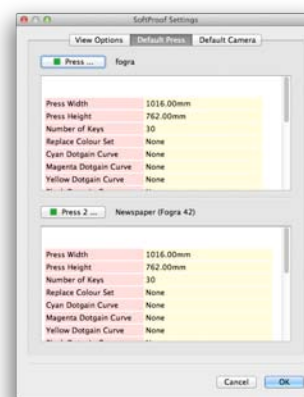 SoftProof Settings
View Options Default Press Default Camera
Press ... fogra
Press Width 1016.00mm
Press Height 762.00mm
Number of Keys 30
Replace Colour Set None
Cyan Dotgain Curve None
Magenta Dotgain Curve None
Yellow Dotgain Curve None
Press 2 ... Newspaper (Fogra 42)
Press Width 1016.00mm
Press Height 762.00mm
Number of Keys 30
Replace Colour Set None
Cyan Dotgain Curve None
Magenta Dotgain Curve None
Yellow Dotgain Curve None
Cancel OK